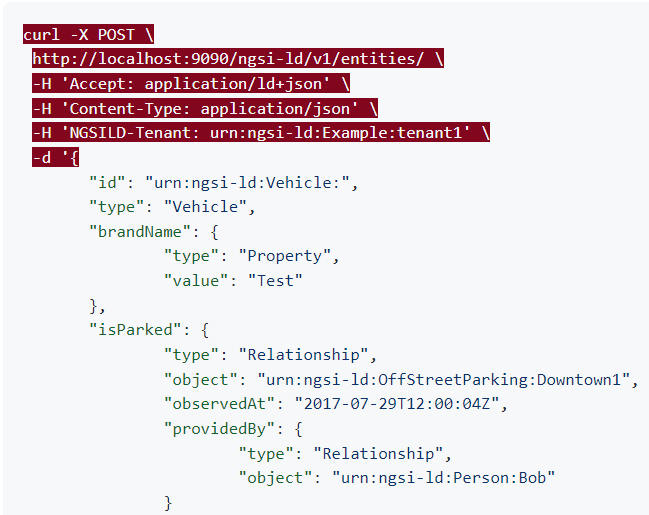 curl -X POST \
http://localhost:9090/ngsi-ld/v1/entities/ \
-H 'Accept: application/ld+json' \
-H 'Content-Type: application/json' \
-H 'NGSILD-Tenant: urn:ngsi-ld:Example:tenant1' \
-d '{
"id": "urn:ngsi-ld:Vehicle:",
"type": "Vehicle",
"brandName": {
"type": "Property",
"value": "Test"
},
"isParked": {
"type": "Relationship",
"object": "urn:ngsi-ld:OffStreetParking:Downtown1",
"observedAt": "2017-07-29T12:00:04Z",
"providedBy": {
"type": "Relationship",
"object": "urn:ngsi-ld:Person:Bob"
}